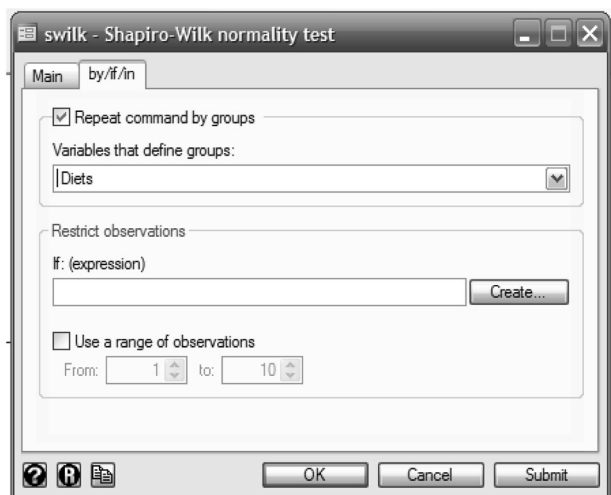 swilk - Shapiro-Wilk normality test
Main by/if/in
Repeat command by groups
Variables that define groups:
Diets
Restrict observations
If: (expression)
Create...
Use a range of observations
From: 1 to: 10
? R OK Cancel Submit